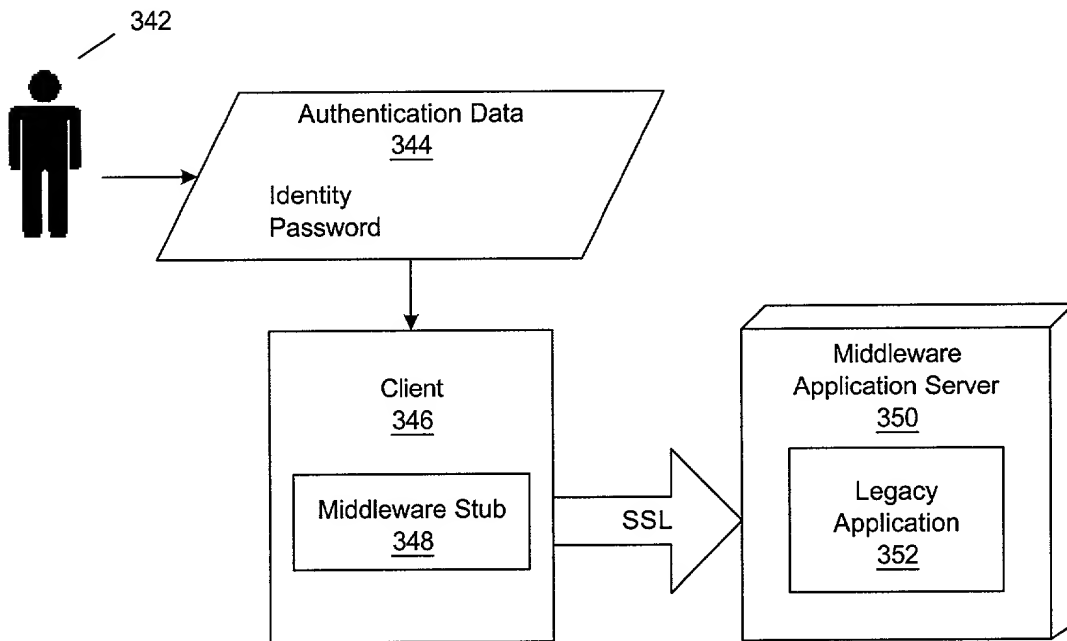 342
Authentication Data
344
Identity
Password
Client
346
Middleware Stub
348
SSL
Middleware
Application Server
350
Legacy
Application
352